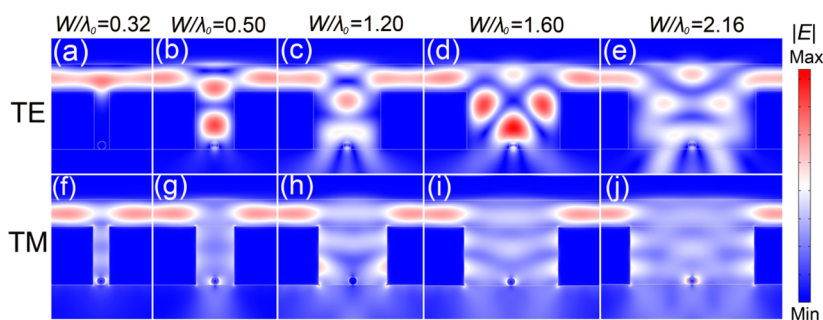 W/λ₀=0.32 W/λ₀=0.50 W/λ₀=1.20 W/λ₀=1.60 W/λ₀=2.16 |E|
(a) (b) (c) (d) (e) Max
TE
(f) (g) (h) (i) (j)
TM
Min